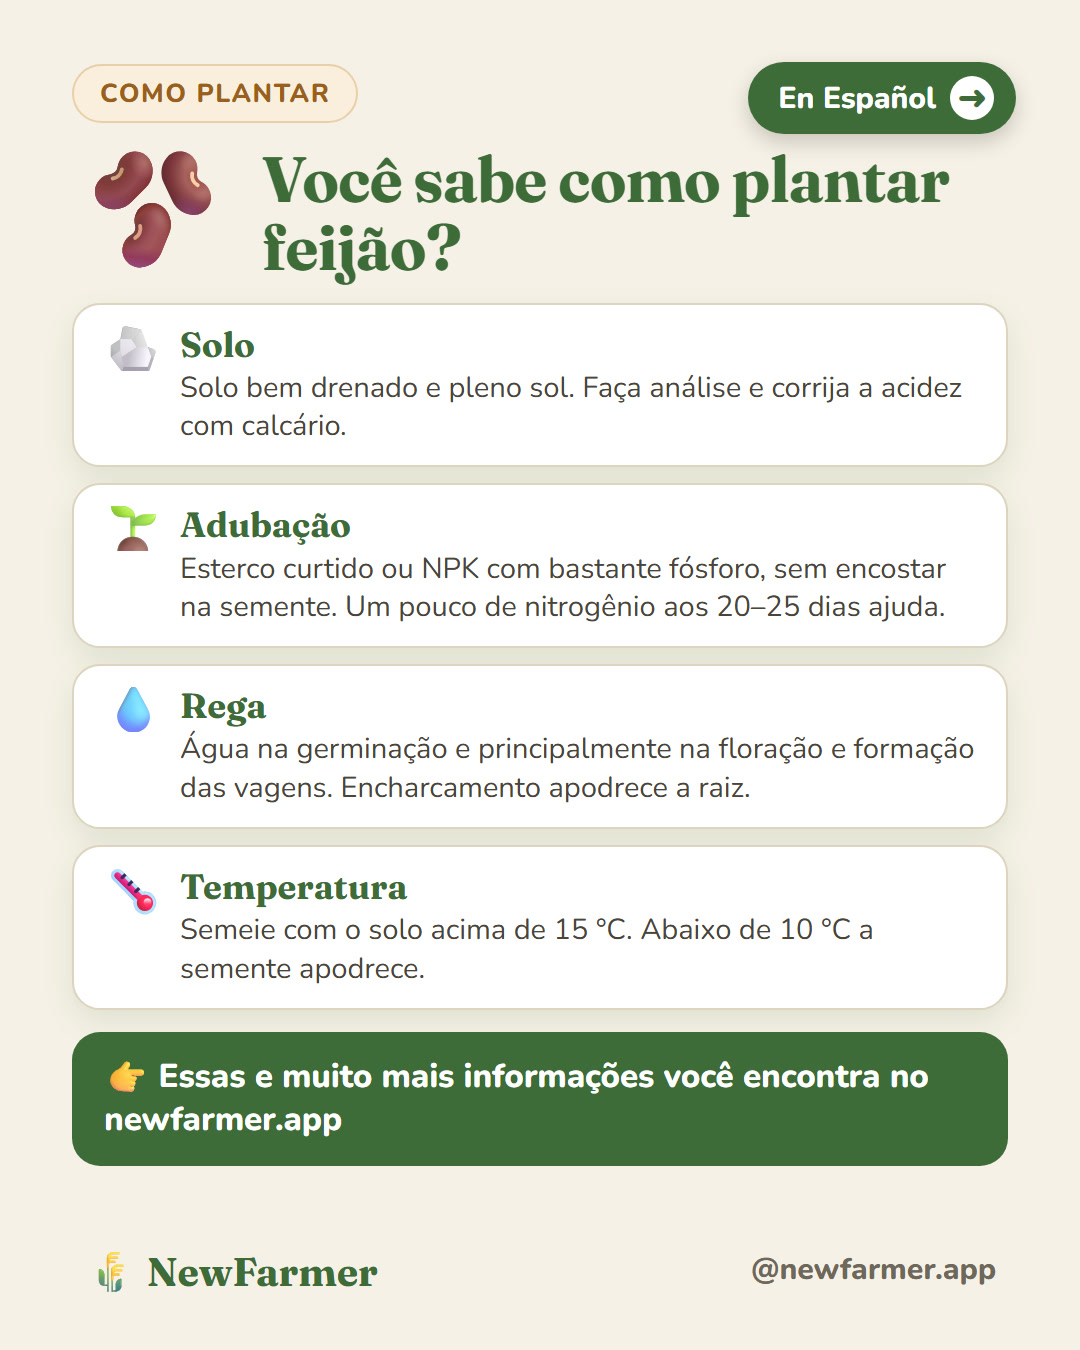 COMO PLANTAR
En Español
Você sabe como plantar
feijão?
Solo
Solo bem drenado e pleno sol. Faça análise e corrija a acidez
com calcário.
Adubação
Esterco curtido ou NPK com bastante fósforo, sem encostar
na semente. Um pouco de nitrogênio aos 20–25 dias ajuda.
Rega
Água na germinação e principalmente na floração e formação
das vagens. Encharcamento apodrece a raiz.
Temperatura
Semeie com o solo acima de 15 °C. Abaixo de 10 °C a
semente apodrece.
Essas e muito mais informações você encontra no
newfarmer.app
NewFarmer
@newfarmer.app